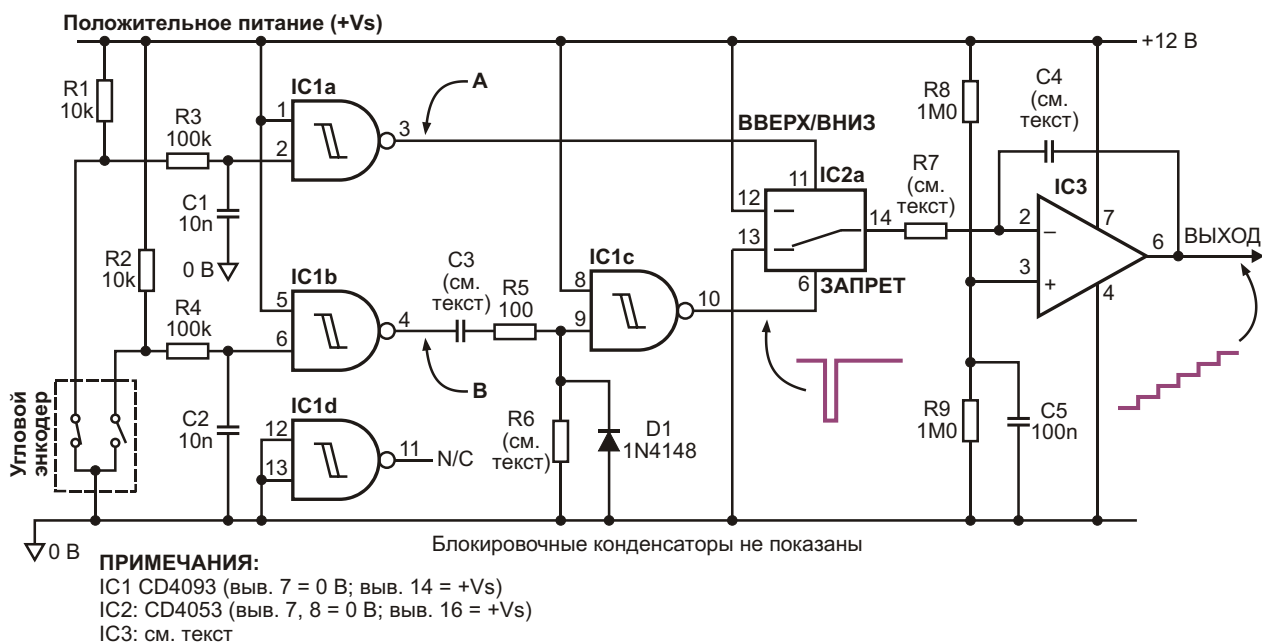 Положительное питание (+Vs)
+12 В
R1
10k
R3
100k
IC1a
1
2
3
A
C1
10n
0 В
R2
10k
R4
100k
IC1b
5
6
4
B
C3
(см.
текст)
R5
100
IC1c
8
9
10
ВВЕРХ/ВНИЗ
IC2a
11
12
13
14
6
ЗАПРЕТ
R7
(см.
текст)
R8
1M0
C4
(см.
текст)
IC3
2
–
3
+
7
6
4
ВЫХОД
Угловой
энкодер
C2
10n
IC1d
12
13
11
N/C
R6
(см.
текст)
D1
1N4148
R9
1M0
C5
100n
0 В
Блокировочные конденсаторы не показаны
ПРИМЕЧАНИЯ:
IC1 CD4093 (выв. 7 = 0 В; выв. 14 = +Vs)
IC2: CD4053 (выв. 7, 8 = 0 В; выв. 16 = +Vs)
IC3: см. текст